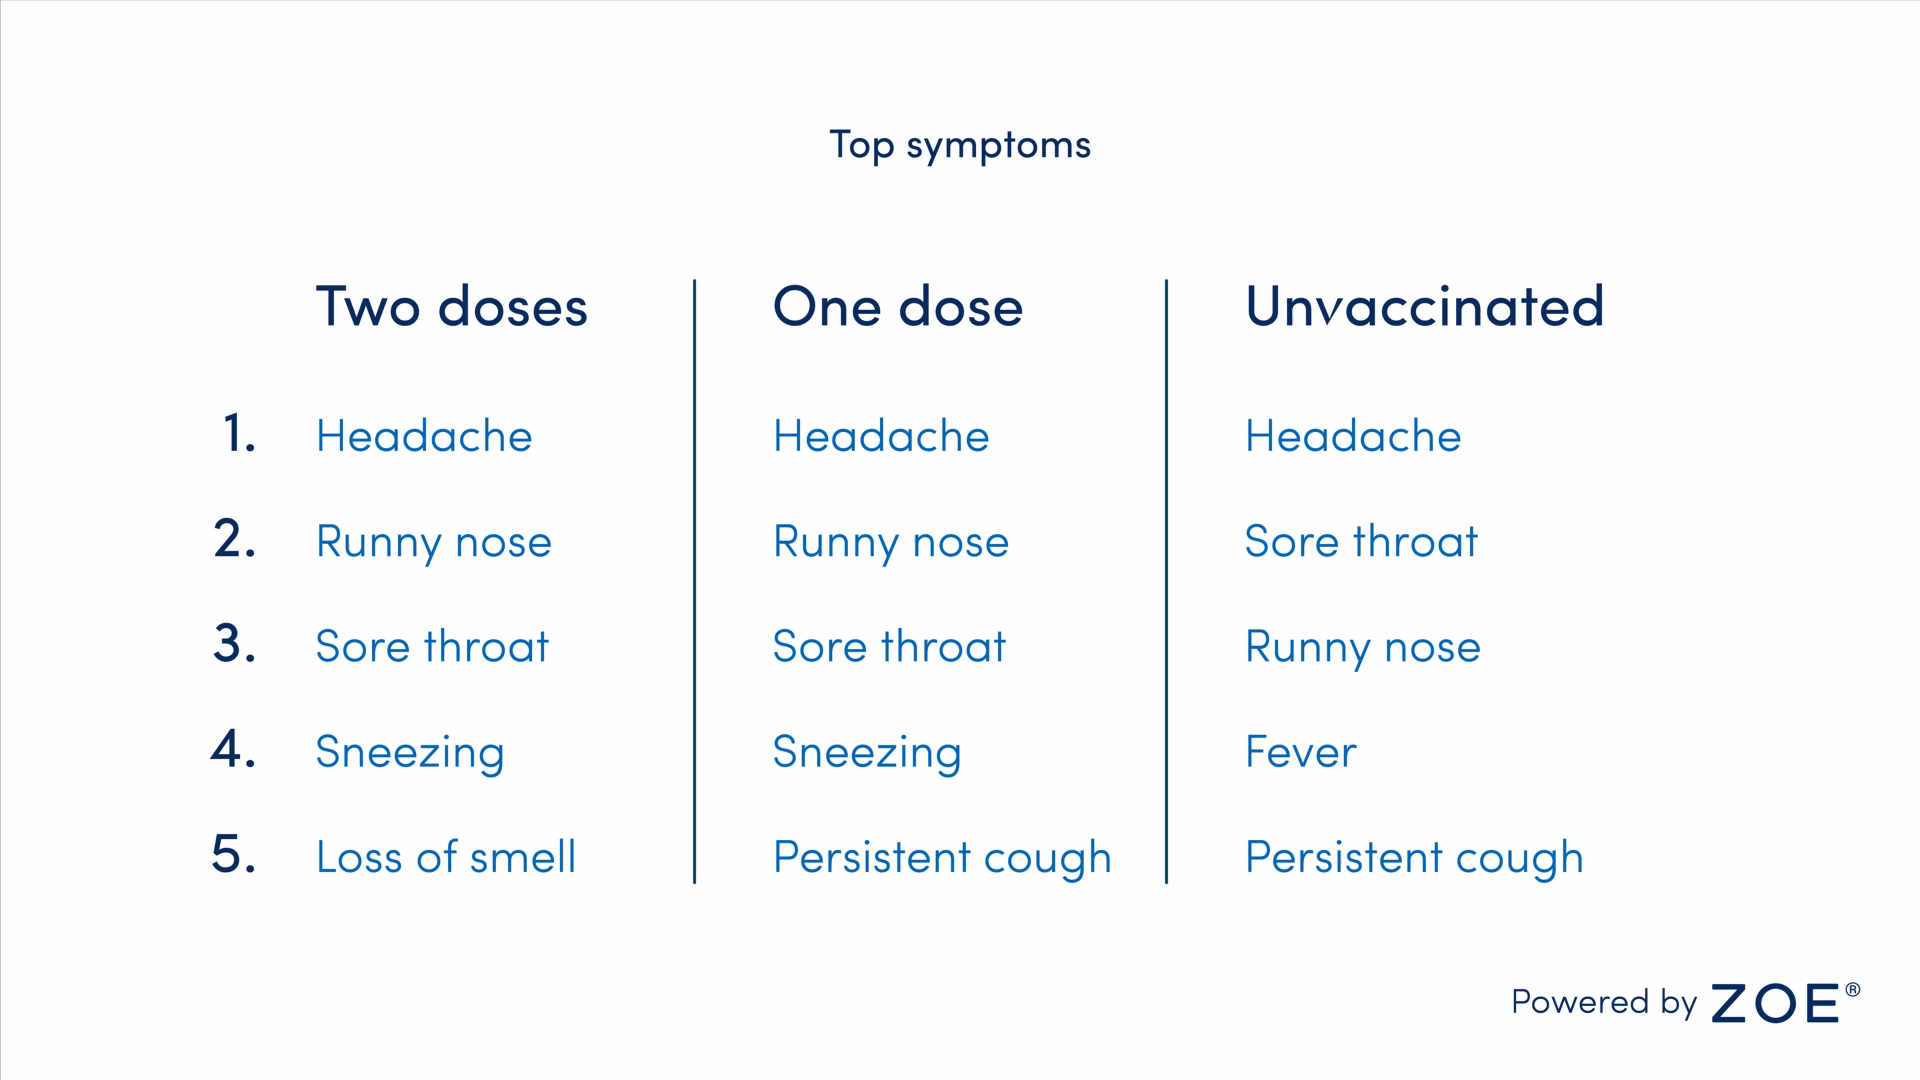 Top symptoms
Two doses One dose Unvaccinated
1. Headache Headache Headache
2. Runny nose Runny nose Sore throat
3. Sore throat Sore throat Runny nose
4. Sneezing Sneezing Fever
5. Loss of smell Persistent cough Persistent cough
Powered by ZOE®